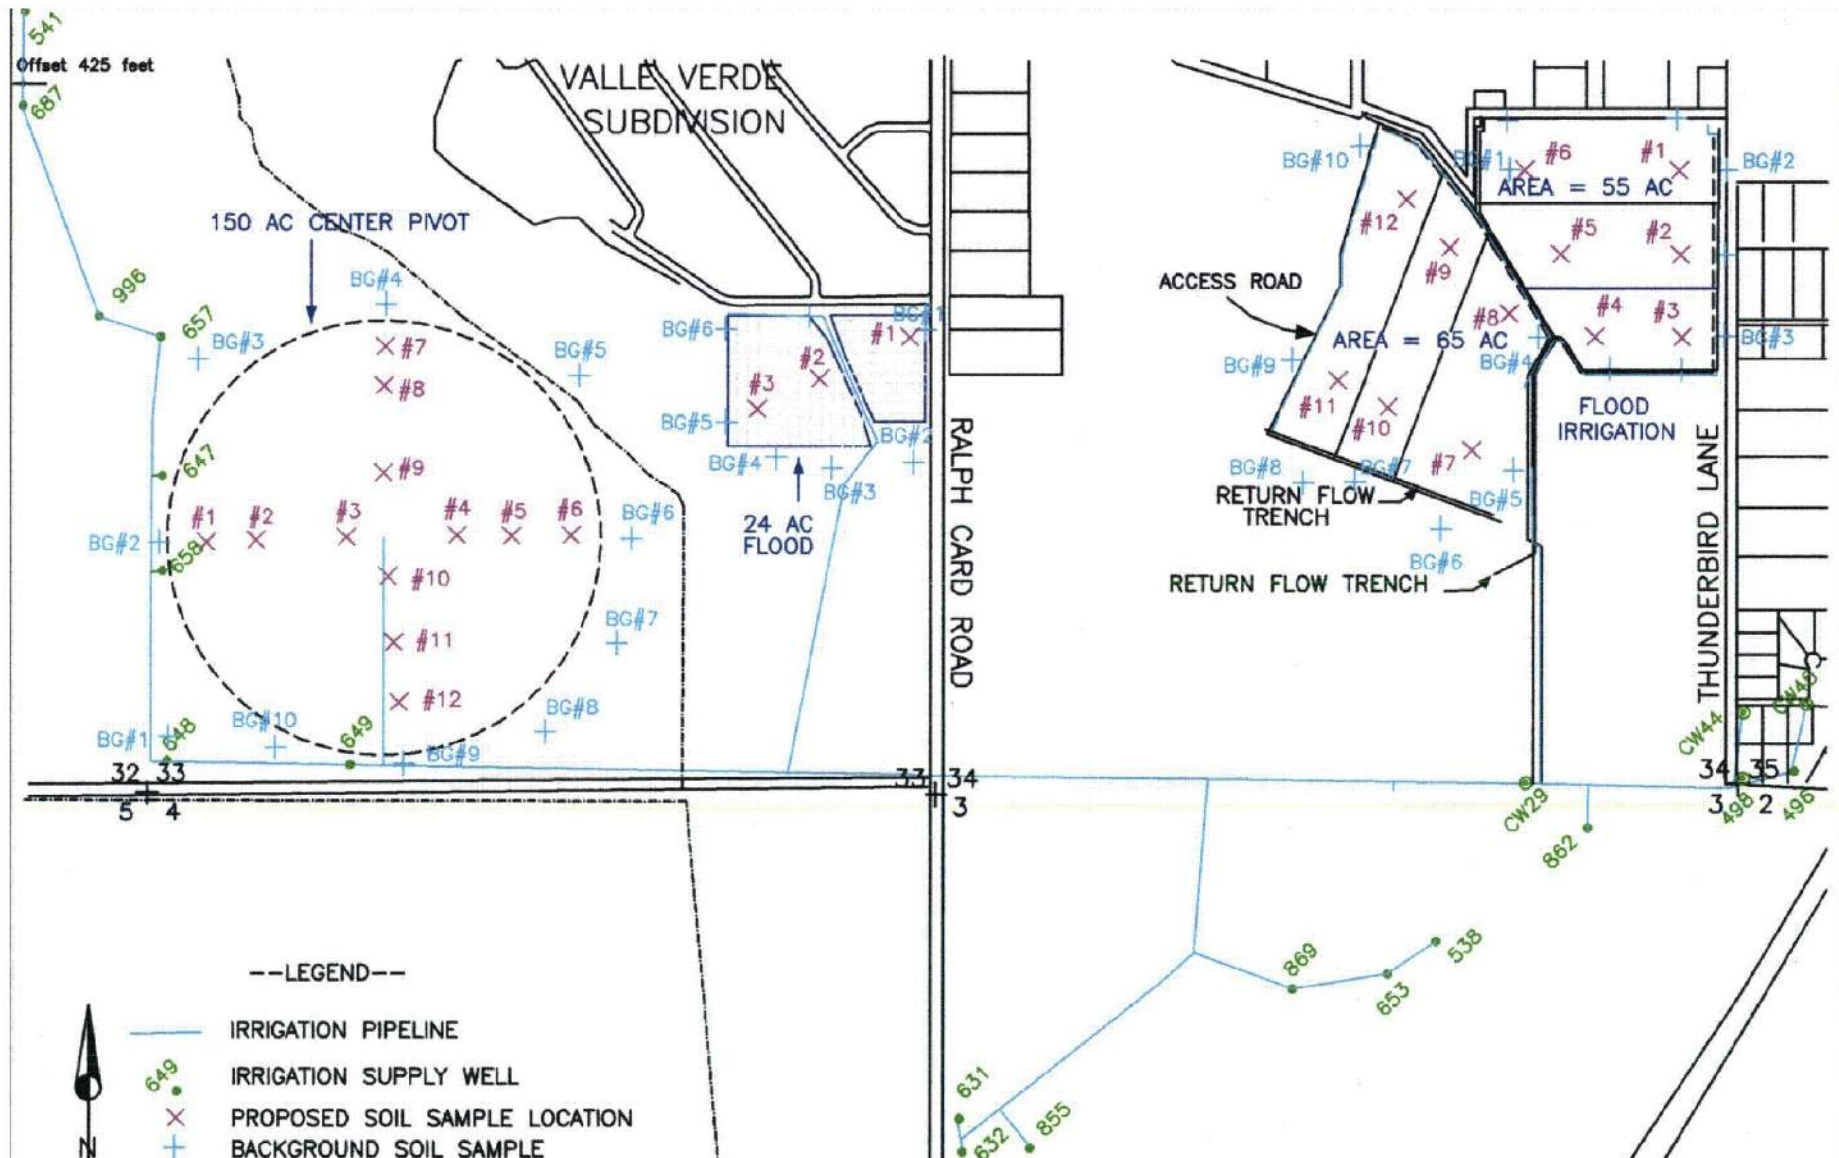 541
Offset 425 feet
687
VALLE VERDE
SUBDIVISION
150 AC CENTER PIVOT
996
657
BG#3
BG#4
BG#5
#7
#8
#9
647
BG#2
658
#1
#2
#3
#4
#5
#6
BG#6
#10
#11
#12
BG#7
BG#8
BG#10
649
BG#9
BG#1
648
BG#6
BG#5
BG#4
BG#3
BG#2
BG#1
#1
#2
#3
24 AC
FLOOD
RALPH CARD ROAD
BG#10
BG#1
#6
#1
BG#2
AREA = 55 AC
#12
#5
#2
#9
ACCESS ROAD
#8
#4
#3
BG#3
AREA = 65 AC
BG#9
BG#4
#11
#10
#7
FLOOD
IRRIGATION
BG#8
BG#7
BG#5
RETURN FLOW
TRENCH
BG#6
RETURN FLOW TRENCH
THUNDERBIRD LANE
CW44
32 33
5 4
33 34
3
34 35
3 2
CW29
498
496
862
869
653
538
631
632
855
--LEGEND--
IRRIGATION PIPELINE
649
IRRIGATION SUPPLY WELL
PROPOSED SOIL SAMPLE LOCATION
N
BACKGROUND SOIL SAMPLE